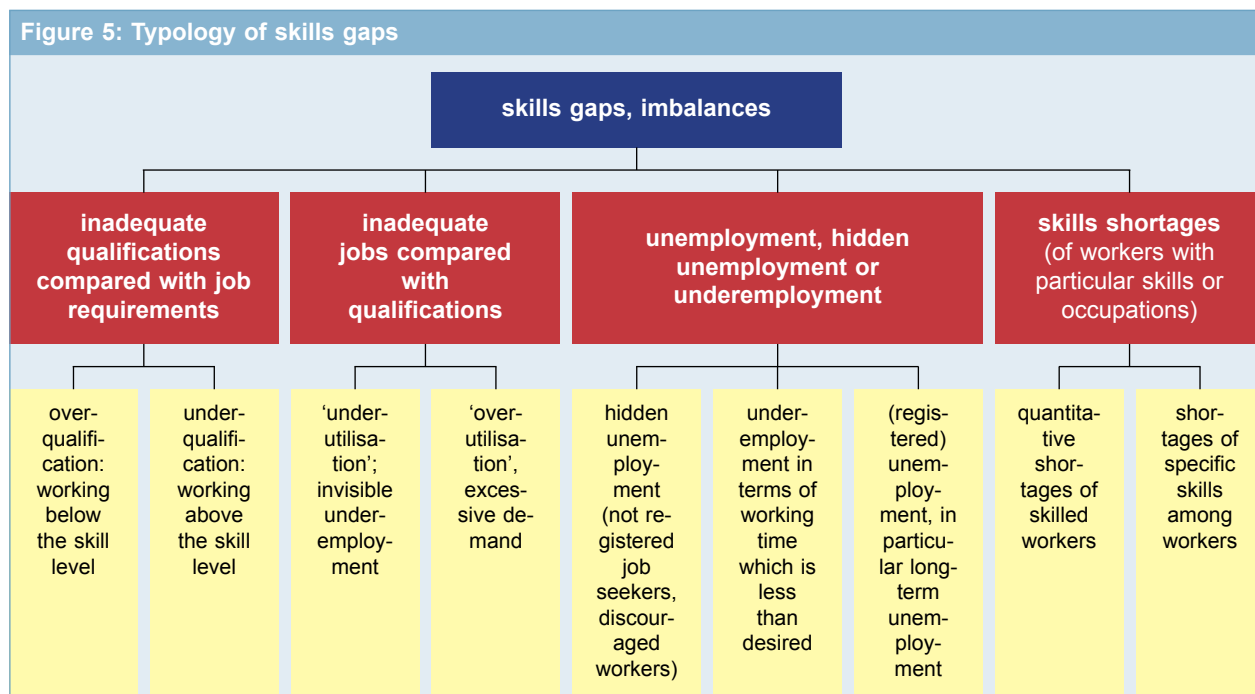 Figure 5: Typology of skills gaps
skills gaps, imbalances
inadequate
qualifications
compared with job
requirements
inadequate
jobs compared
with
qualifications
unemployment, hidden
unemployment or
underemployment
skills shortages
(of workers with
particular skills or
occupations)
over-
qualifi-
cation:
working
below
the skill
level
under-
qualifi-
cation:
working
above
the skill
level
‘under-
utilisa-
tion’;
invisible
under-
employ-
ment
‘over-
utilisa-
tion’,
exces-
sive de-
mand
hidden
unem-
ploy-
ment
(not re-
gistered
job
seekers,
discour-
aged
workers)
under-
employ-
ment in
terms of
working
time
which is
less
than
desired
(regis-
tered)
unem-
ploy-
ment, in
particu-
lar long-
term
unem-
ploy-
ment
quantita-
tive
shor-
tages of
skilled
workers
shor-
tages of
specific
skills
among
workers